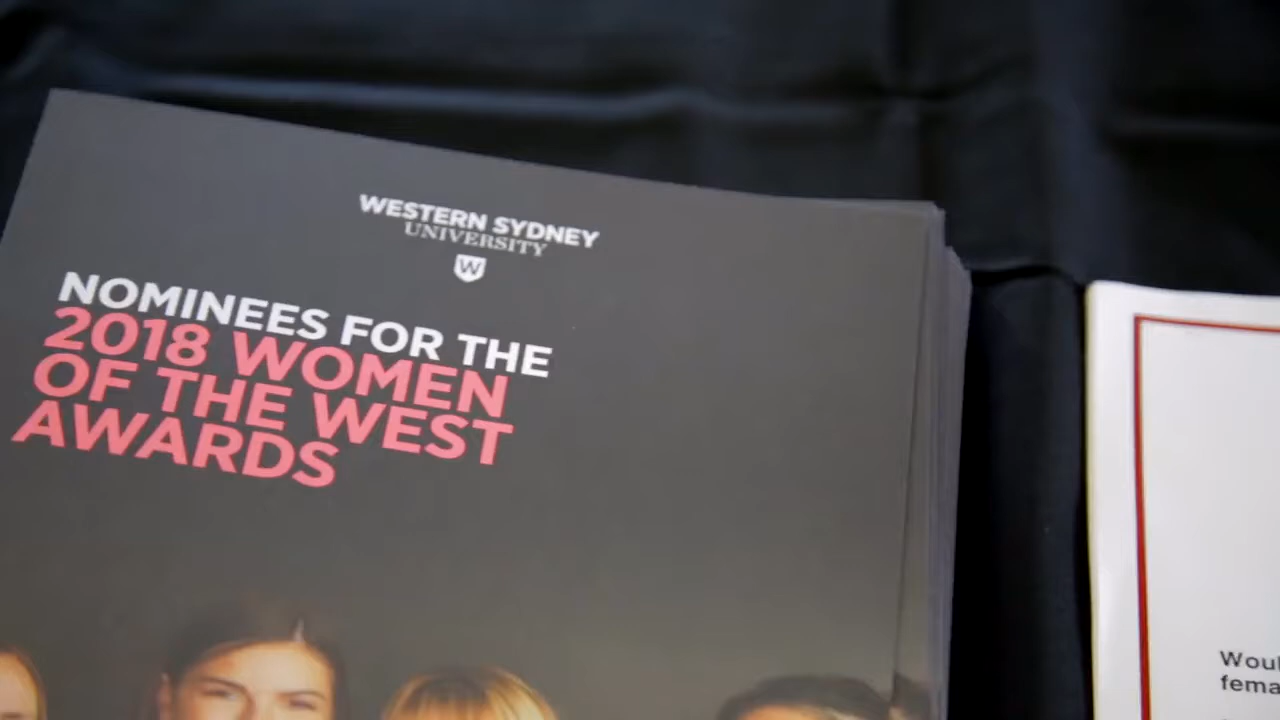 WESTERN SYDNEY
UNIVERSITY
W
NOMINEES FOR THE
2018 WOMEN
OF THE WEST
AWARDS